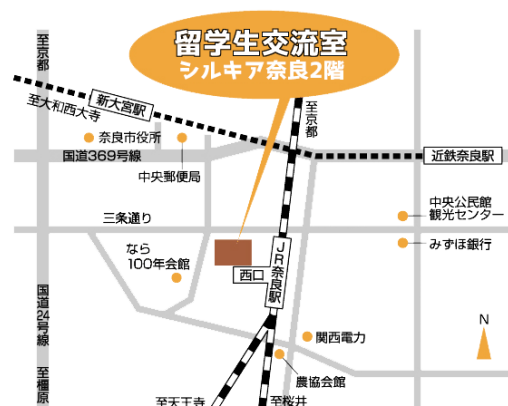 留学生交流室
シルキア奈良2階
至京都
至京都
新大宮駅
至大和西大寺
奈良市役所
国道369号線
中央郵便局
近鉄奈良駅
中央公民館
観光センター
三条通り
みずほ銀行
なら
100年会館
西口
JR奈良駅
国道24号線
関西電力
N
農協会館
至橿原
至天王寺
至桜井